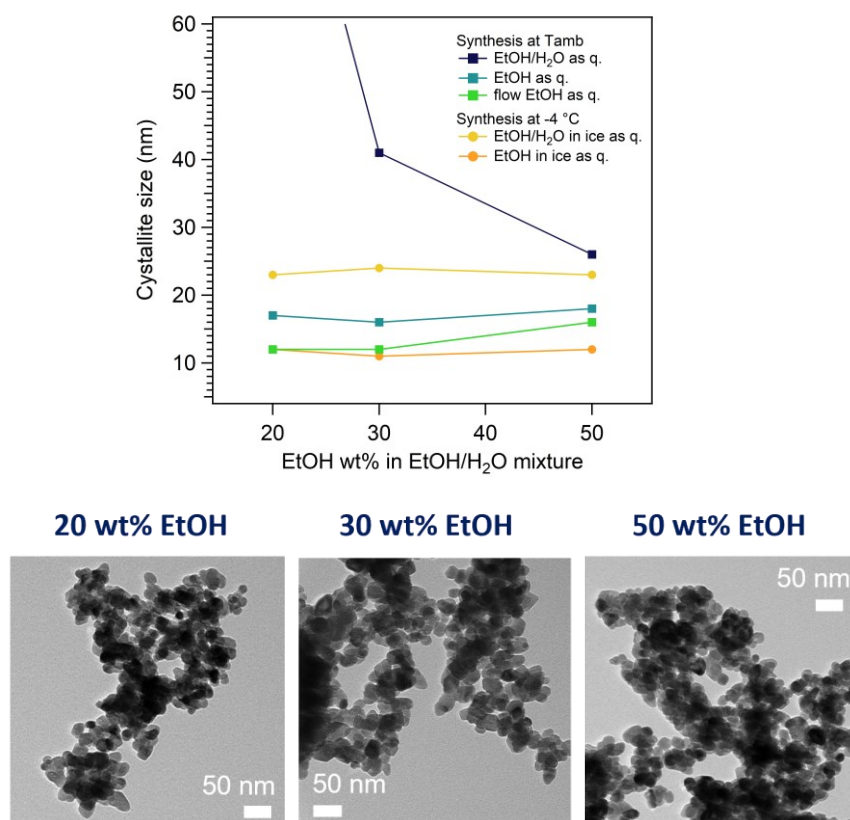 60
50
40
30
20
10
Cystallite size (nm)
Synthesis at Tamb
EtOH/H₂O as q.
EtOH as q.
flow EtOH as q.
Synthesis at -4 °C
EtOH/H₂O in ice as q.
EtOH in ice as q.
20 30 40 50
EtOH wt% in EtOH/H₂O mixture
20 wt% EtOH
30 wt% EtOH
50 wt% EtOH
50 nm
50 nm
50 nm